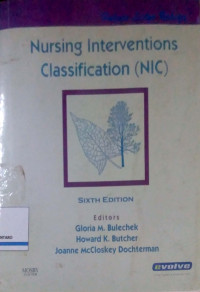 Nursing Interventions
Classification (NIC)
SIXTH EDITION
Editors
Gloria M. Bulechek
Howard K. Butcher
Joanne McCloskey Dochterman
evolve